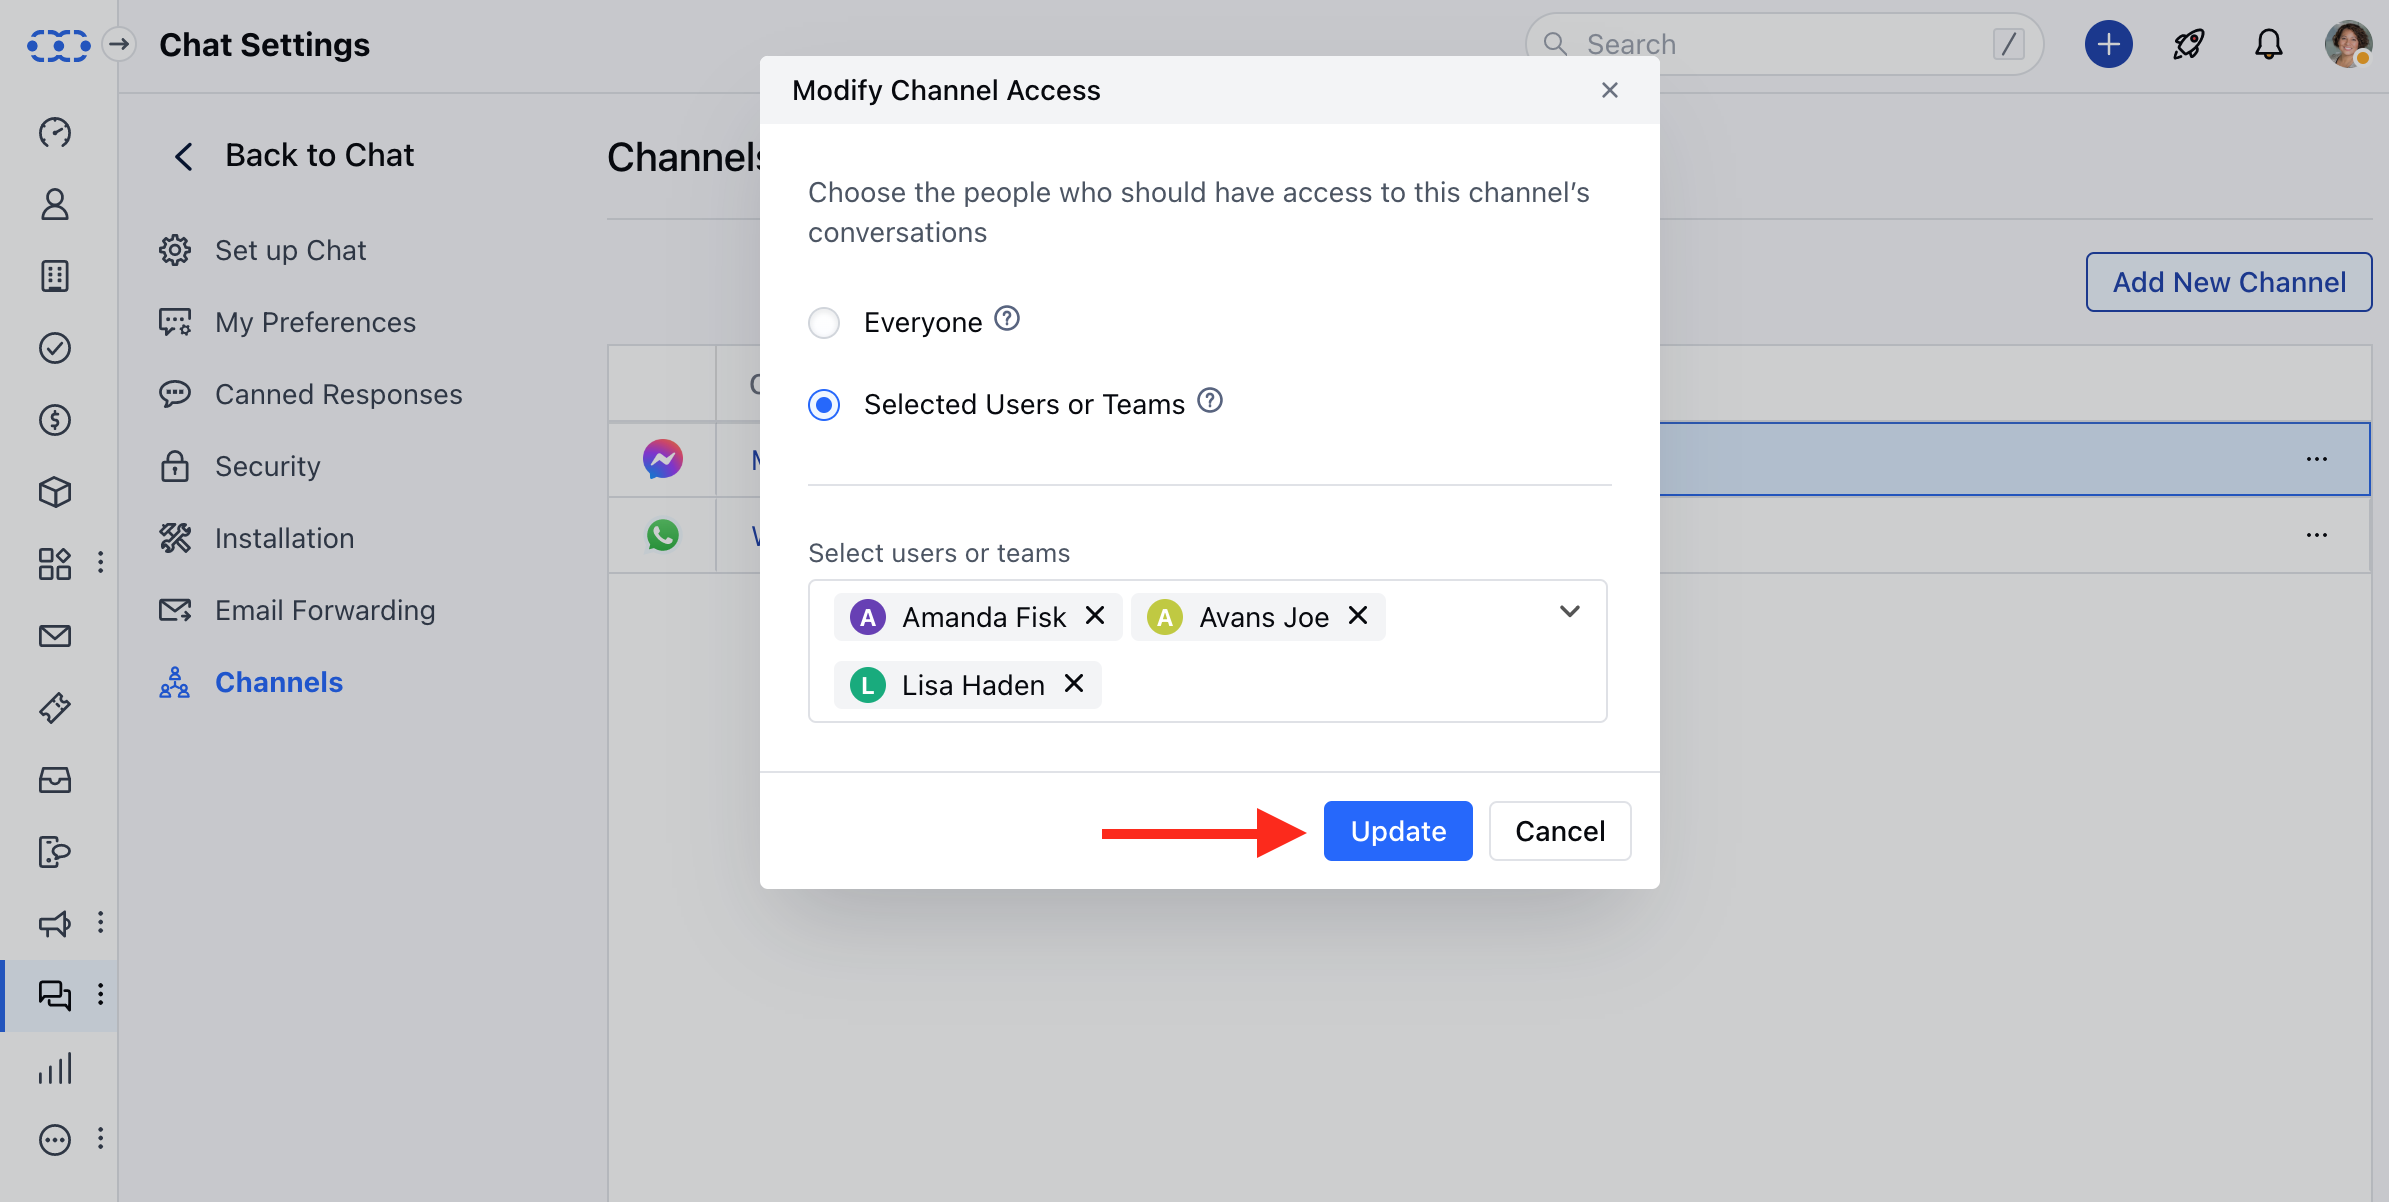 Chat Settings
Search
/
Modify Channel Access
Back to Chat
Channels
Choose the people who should have access to this channel’s
conversations
Set up Chat
Add New Channel
My Preferences
Everyone
Canned Responses
Selected Users or Teams
Security
Installation
Select users or teams
Email Forwarding
A Amanda Fisk
A Avans Joe
Channels
L Lisa Haden
Update
Cancel